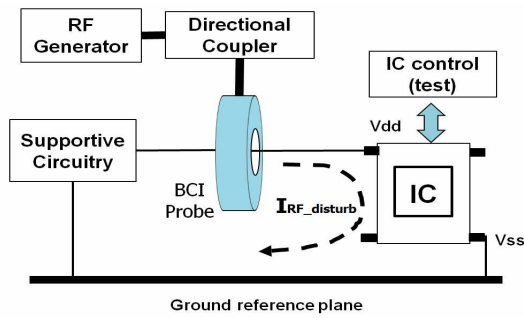 RF
Generator
Directional
Coupler
IC control
(test)
Vdd
Supportive
Circuitry
BCI
Probe
IRF_disturb
IC
Vss
Ground reference plane